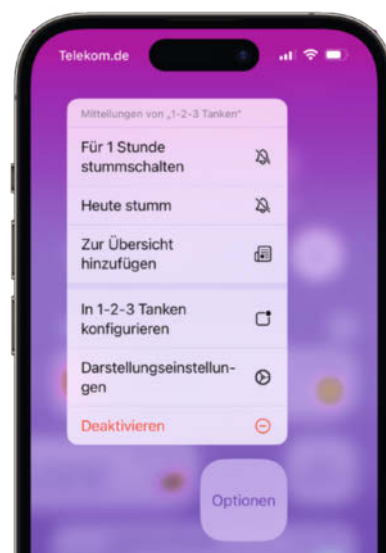 Telekom.de
Mitteilungen von „1-2-3 Tanken“
Für 1 Stunde
stummschalten
Heute stumm
Zur Übersicht
hinzufügen
In 1-2-3 Tanken
konfigurieren
Darstellungseinstellun-
gen
Deaktivieren
Optionen